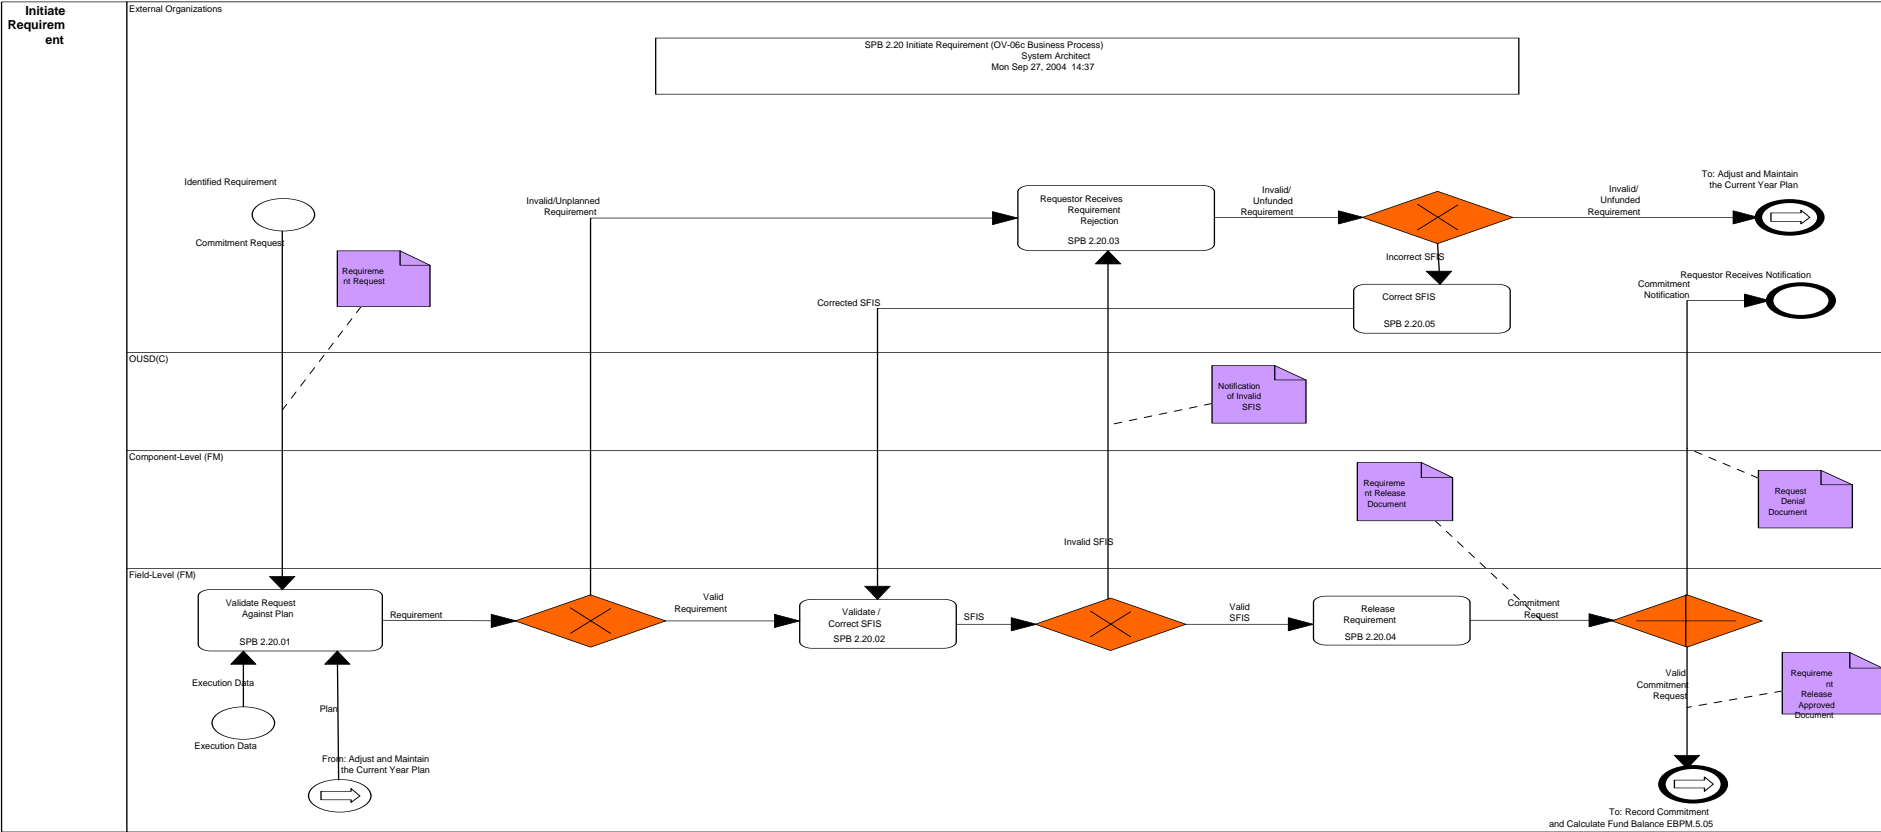 Initiate
Requirem
ent
External Organizations
SPB 2.20 Initiate Requirement (OV-06c Business Process)
System Architect
Mon Sep 27, 2004 14:37
Identified Requirement
Commitment Request
Requireme
nt Request
Invalid/Unplanned
Requirement
Requestor Receives
Requirement
Rejection
SPB 2.20.03
Invalid/
Unfunded
Requirement
Invalid/
Unfunded
Requirement
To: Adjust and Maintain
the Current Year Plan
Incorrect SFIS
Correct SFIS
SPB 2.20.05
Corrected SFIS
Requestor Receives Notification
Commitment
Notification
OUSD(C)
Notification
of Invalid
SFIS
Component-Level (FM)
Requireme
nt Release
Document
Request
Denial
Document
Invalid SFIS
Field-Level (FM)
Validate Request
Against Plan
SPB 2.20.01
Requirement
Valid
Requirement
Validate /
Correct SFIS
SPB 2.20.02
SFIS
Valid
SFIS
Release
Requirement
SPB 2.20.04
Commitment
Request
Execution Data
Execution Data
Plan
From: Adjust and Maintain
the Current Year Plan
Valid
Commitment
Request
Requireme
nt
Release
Approved
Document
To: Record Commitment
and Calculate Fund Balance EBPM.5.05